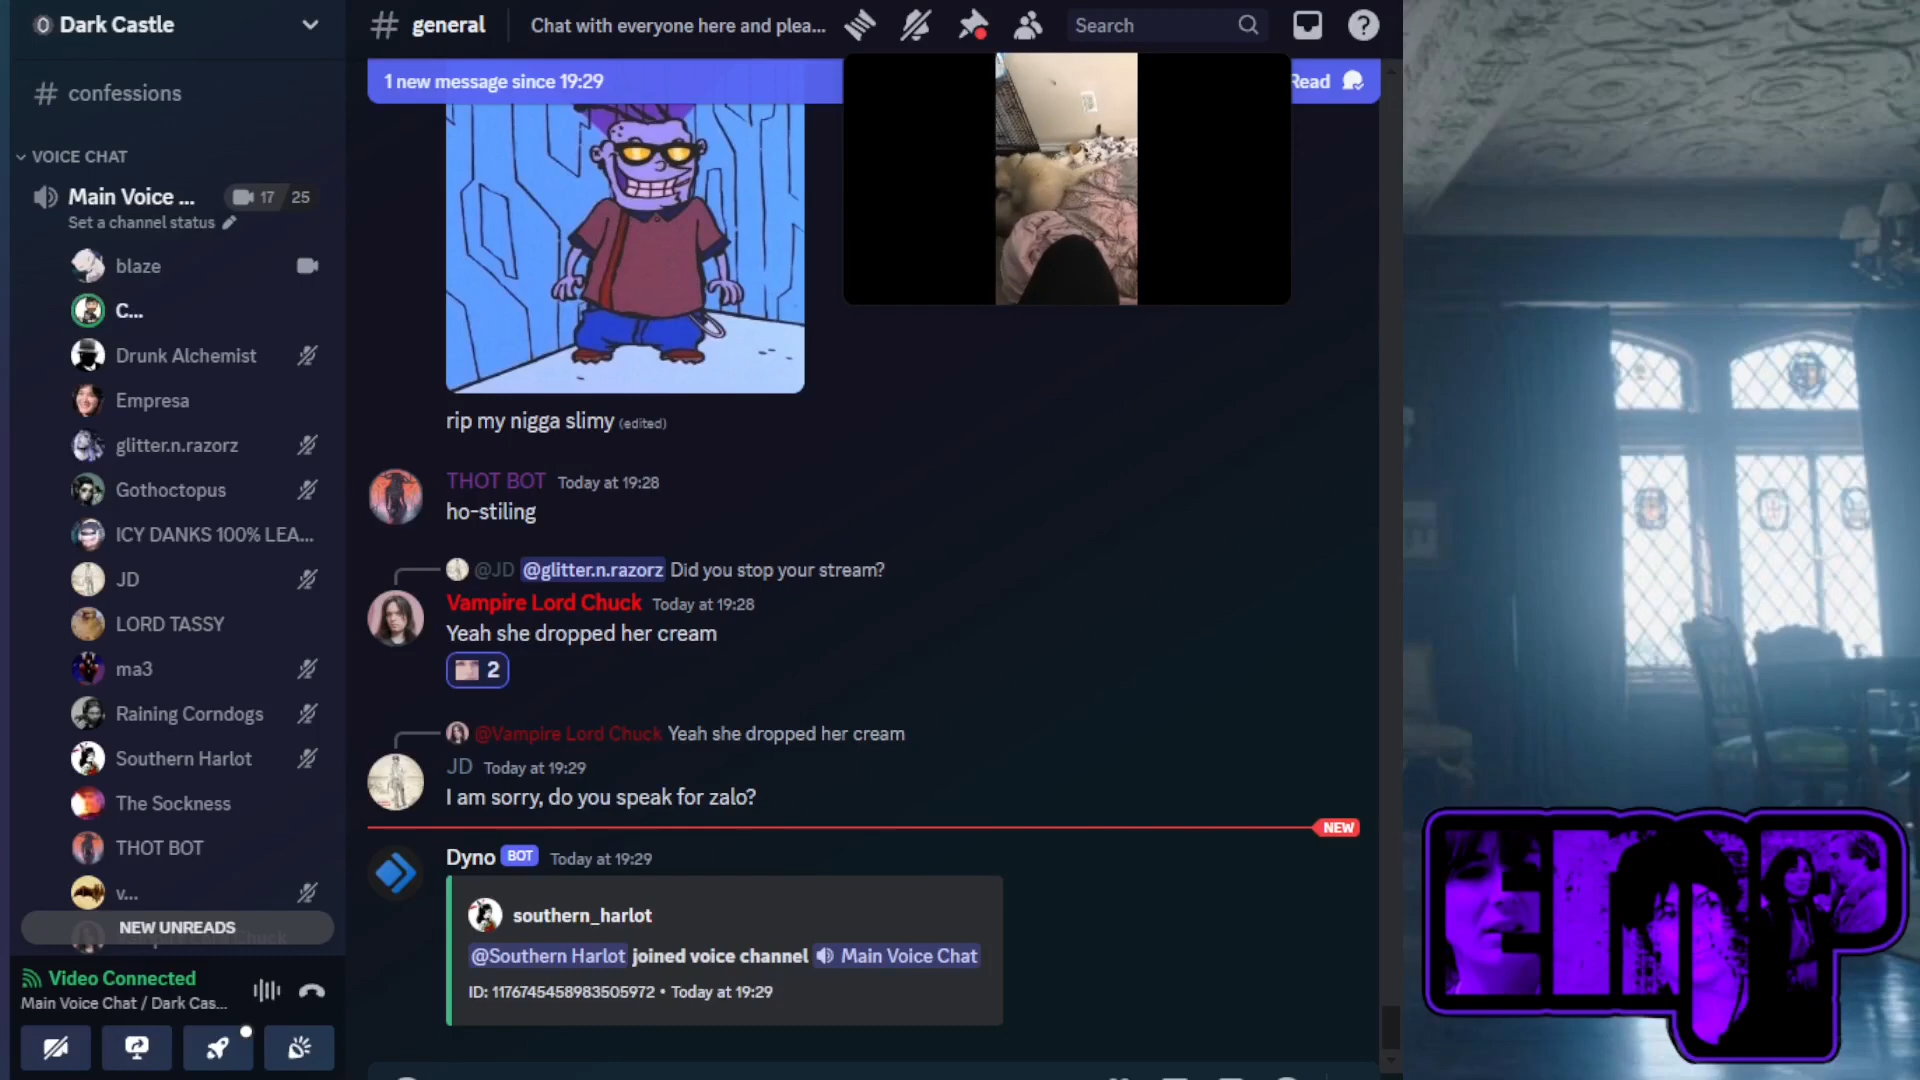 Dark Castle
confessions
VOICE CHAT
Main Voice ...
17 25
Set a channel status
blaze
C...
Drunk Alchemist
Empresa
glitter.n.razorz
Gothoctopus
ICY DANKS 100% LEA...
JD
LORD TASSY
ma3
Raining Corndogs
Southern Harlot
The Sockness
THOT BOT
v...
NEW UNREADS
Video Connected
Main Voice Chat / Dark Cas...
general
Chat with everyone here and plea...
Search
1 new message since 19:29
Read
rip my nigga slimy (edited)
THOT BOT Today at 19:28
ho-stiling
@JD @glitter.n.razorz Did you stop your stream?
Vampire Lord Chuck Today at 19:28
Yeah she dropped her cream
2
@Vampire Lord Chuck Yeah she dropped her cream
JD Today at 19:29
I am sorry, do you speak for zalo?
NEW
Dyno BOT Today at 19:29
southern_harlot
@Southern Harlot joined voice channel Main Voice Chat
ID: 1176745458983505972 • Today at 19:29
EMP